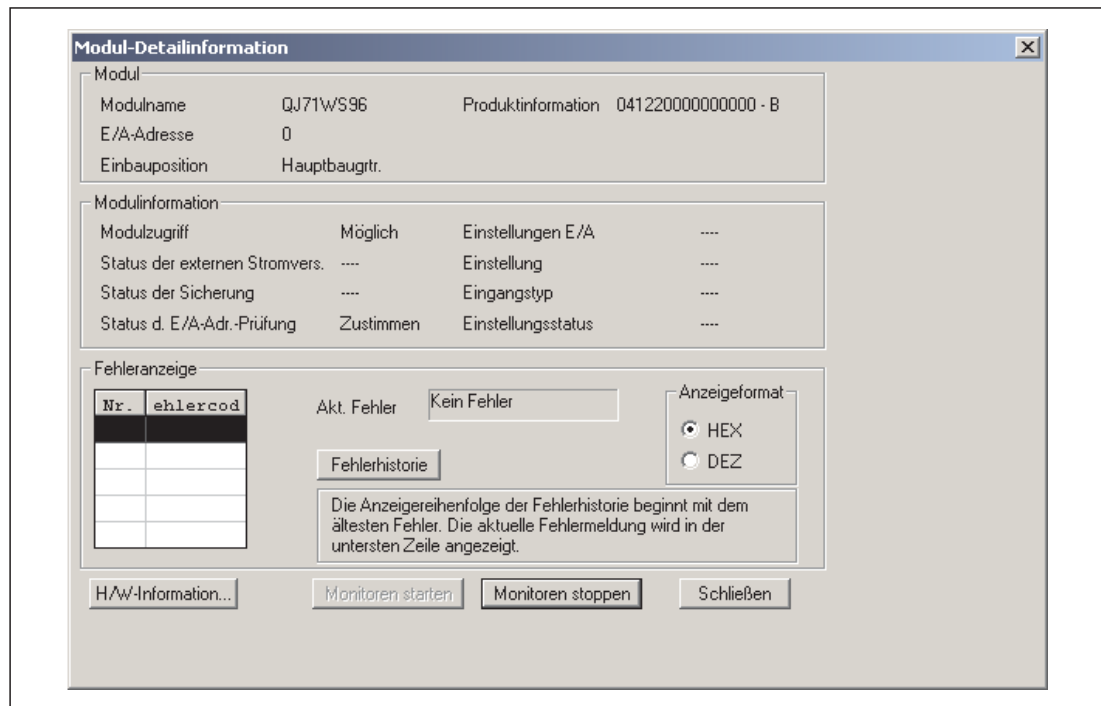 Modul-Detailinformation
Modul
Modulname QJ71WS96 Produktinformation 041220000000000 - B
E/A-Adresse 0
Einbauposition Hauptbaugrtr.
Modulinformation
Modulzugriff Möglich Einstellungen E/A ----
Status der externen Stromvers. ---- Einstellung ----
Status der Sicherung ---- Eingangstyp ----
Status d. E/A-Adr.-Prüfung Zustimmen Einstellungsstatus ----
Fehleranzeige
Nr. ehlercod
Akt. Fehler Kein Fehler
Anzeigeformat
HEX
DEZ
Fehlerhistorie
Die Anzeigereihenfolge der Fehlerhistorie beginnt mit dem
ältesten Fehler. Die aktuelle Fehlermeldung wird in der
untersten Zeile angezeigt.
H/W-Information... Monitoren starten Monitoren stoppen Schließen